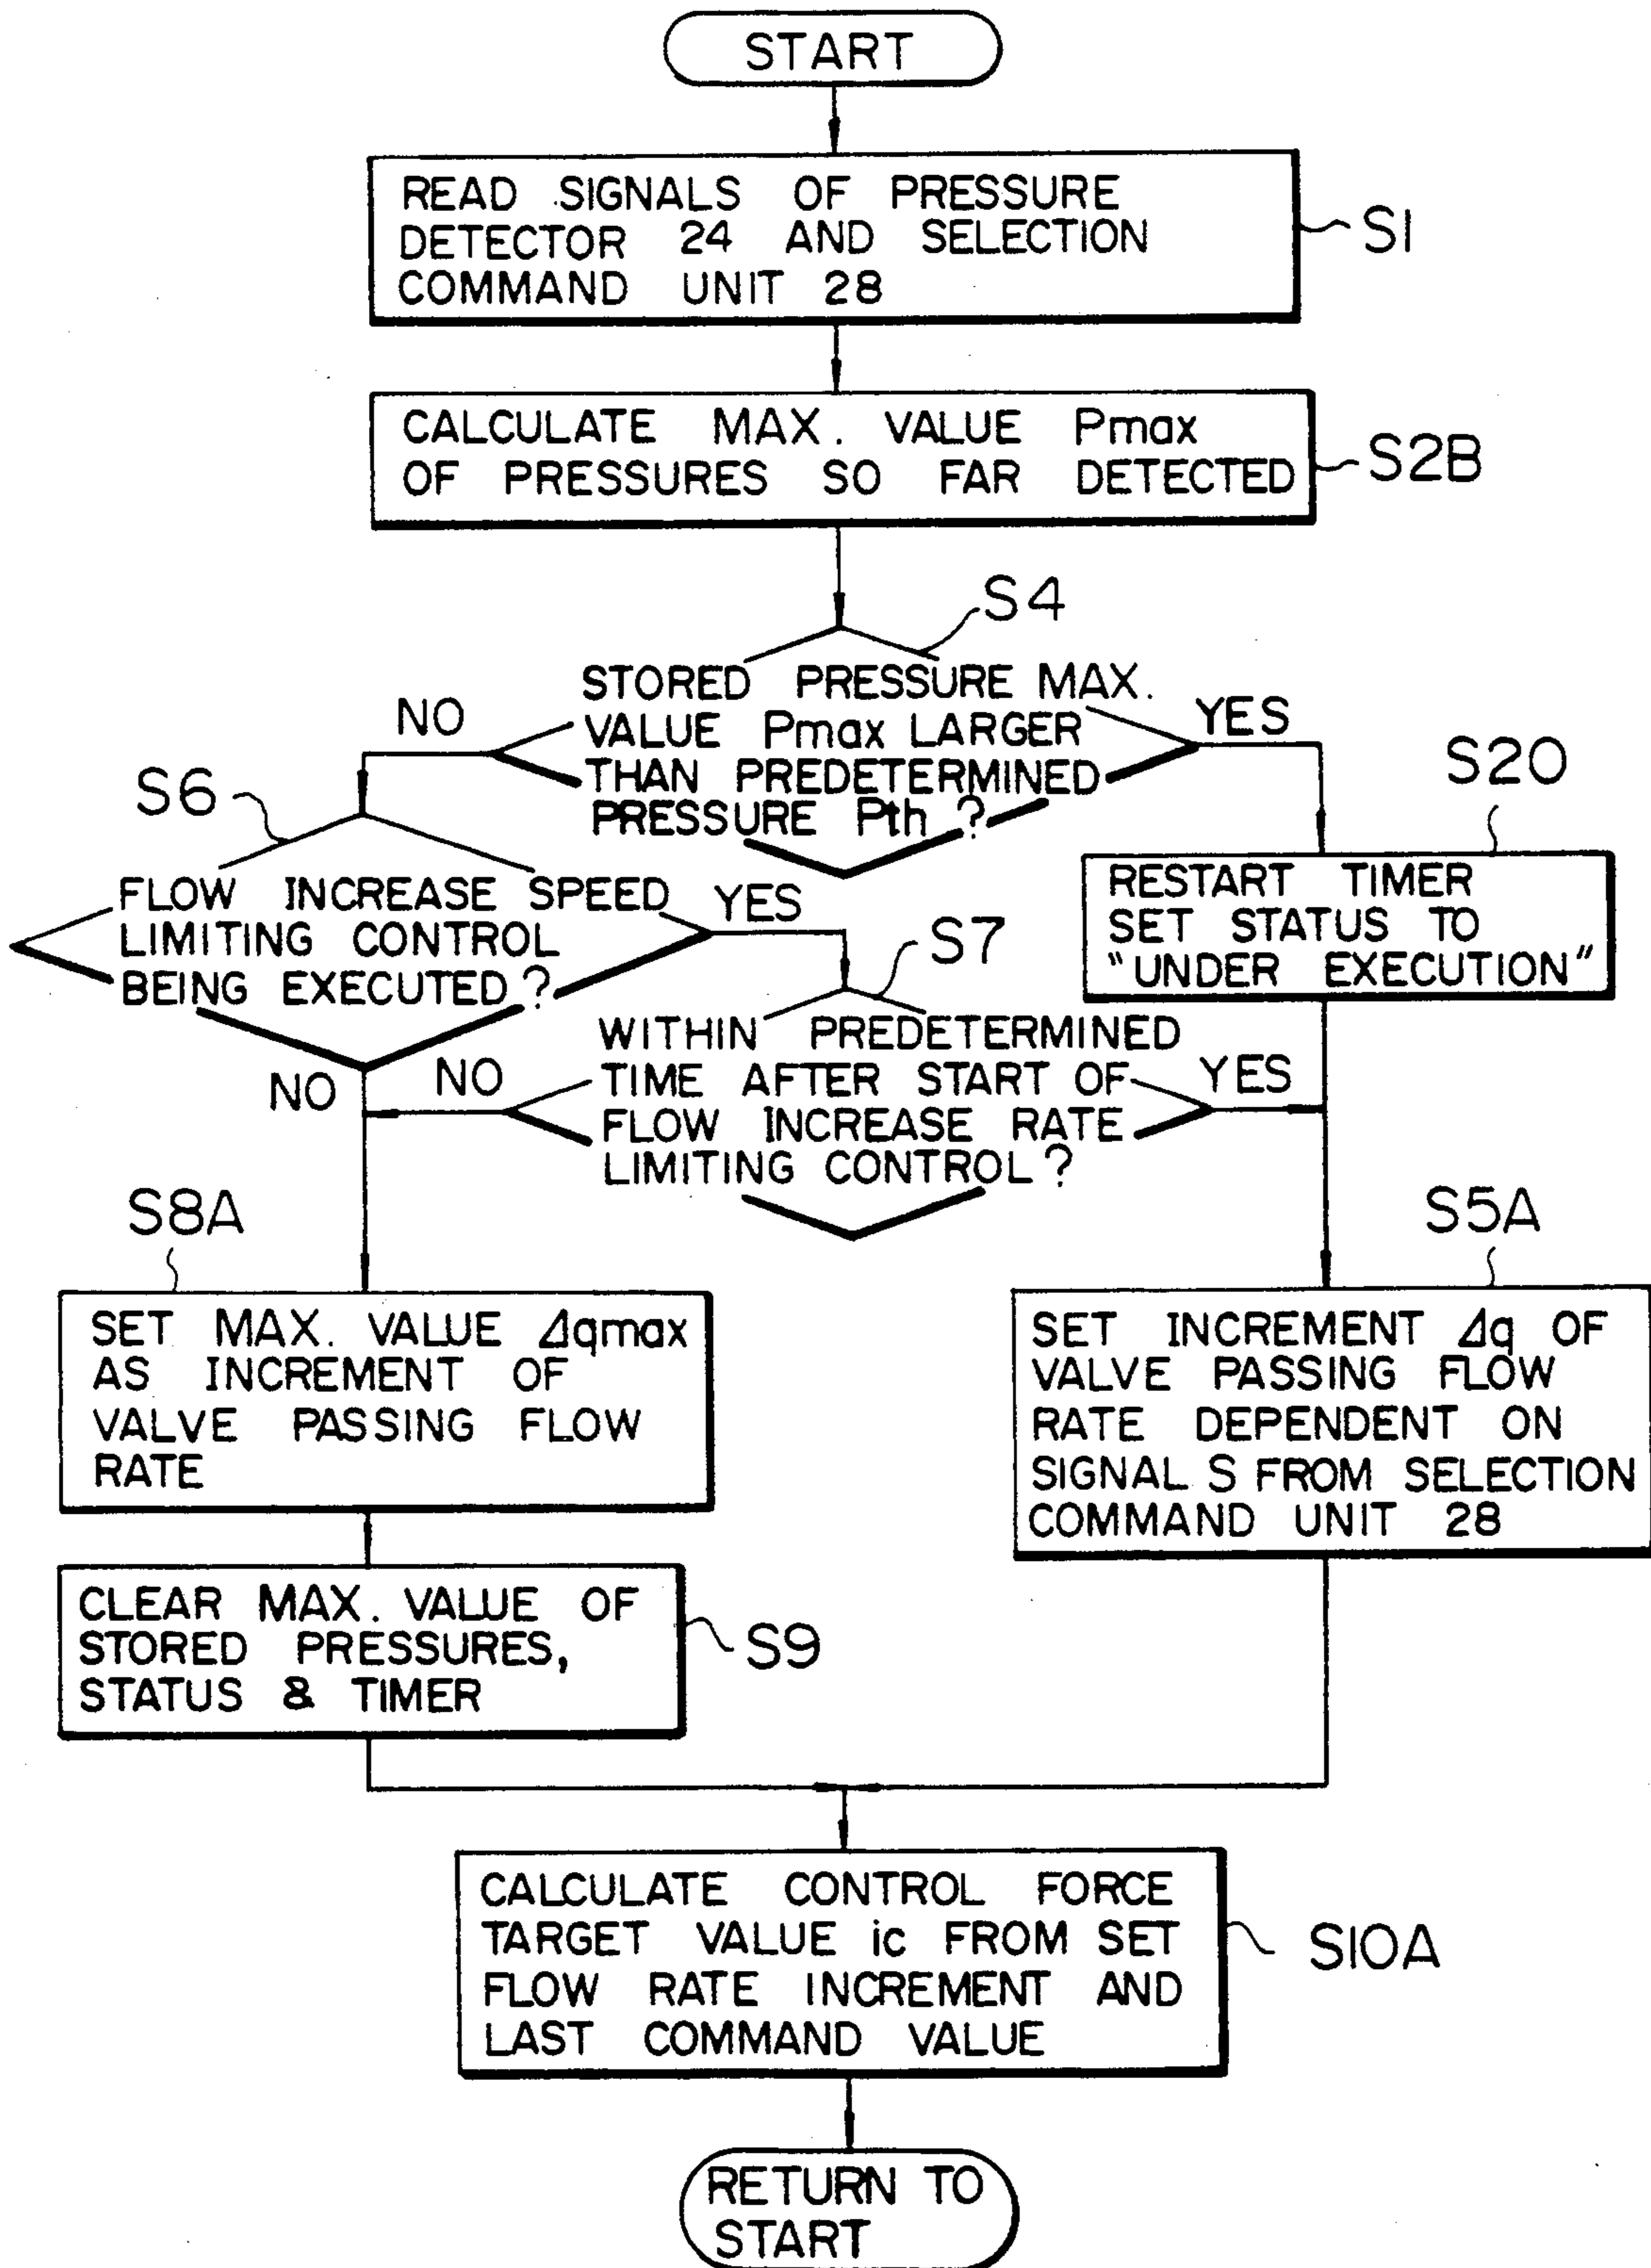 START
READ SIGNALS OF PRESSURE
DETECTOR 24 AND SELECTION
COMMAND UNIT 28
S1
CALCULATE MAX. VALUE Pmax
OF PRESSURES SO FAR DETECTED
S2B
S4
STORED PRESSURE MAX.
VALUE Pmax LARGER
THAN PREDETERMINED
PRESSURE Pth ?
NO
YES
S6
FLOW INCREASE SPEED
LIMITING CONTROL
BEING EXECUTED ?
YES
NO
S20
RESTART TIMER
SET STATUS TO
"UNDER EXECUTION"
S7
WITHIN PREDETERMINED
TIME AFTER START OF
FLOW INCREASE RATE
LIMITING CONTROL ?
NO
YES
S8A
SET MAX. VALUE Δqmax
AS INCREMENT OF
VALVE PASSING FLOW
RATE
S5A
SET INCREMENT Δq OF
VALVE PASSING FLOW
RATE DEPENDENT ON
SIGNAL S FROM SELECTION
COMMAND UNIT 28
CLEAR MAX. VALUE OF
STORED PRESSURES,
STATUS & TIMER
S9
CALCULATE CONTROL FORCE
TARGET VALUE ic FROM SET
FLOW RATE INCREMENT AND
LAST COMMAND VALUE
S10A
RETURN TO
START